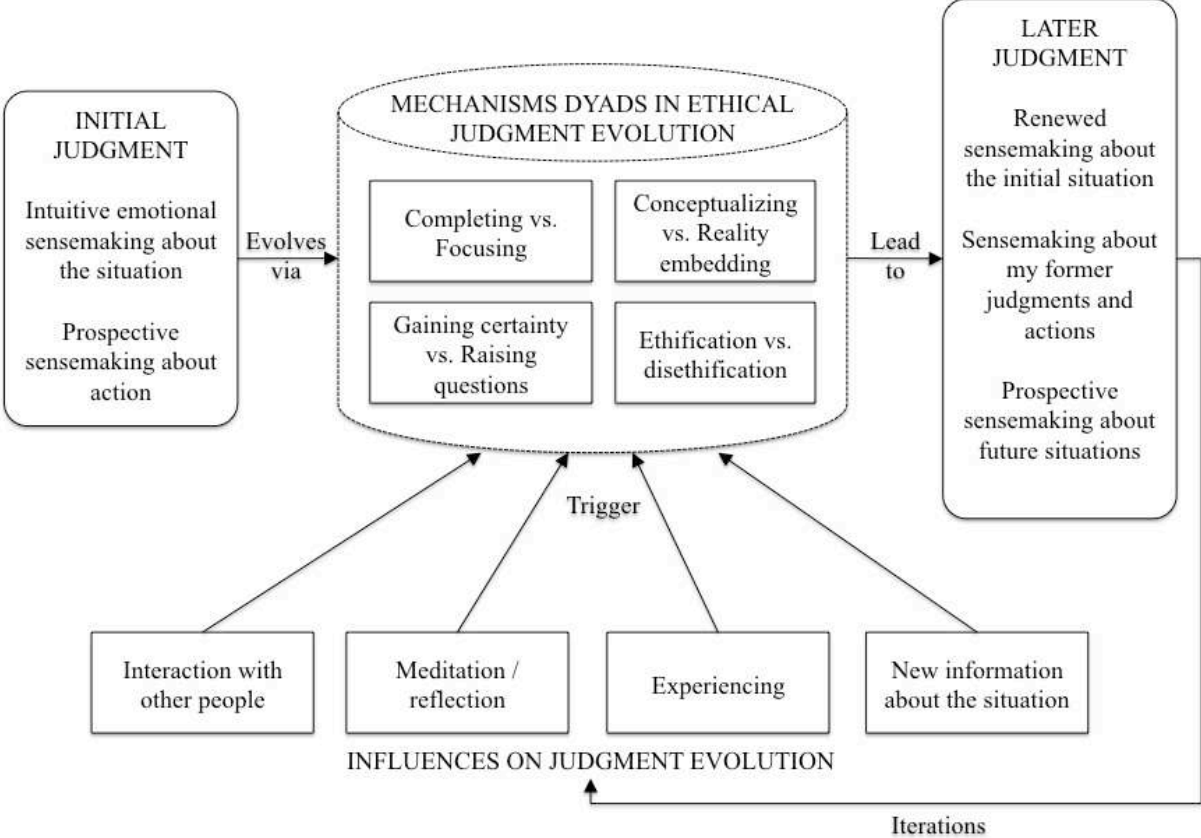 INITIAL
JUDGMENT
Intuitive emotional
sensemaking about
the situation
Prospective
sensemaking about
action
Evolves
via
MECHANISMS DYADS IN ETHICAL
JUDGMENT EVOLUTION
Completing vs.
Focusing
Conceptualizing
vs. Reality
embedding
Gaining certainty
vs. Raising
questions
Ethification vs.
disethification
Lead
to
LATER
JUDGMENT
Renewed
sensemaking about
the initial situation
Sensemaking about
my former
judgments and
actions
Prospective
sensemaking about
future situations
Trigger
Interaction with
other people
Meditation /
reflection
Experiencing
New information
about the situation
INFLUENCES ON JUDGMENT EVOLUTION
Iterations